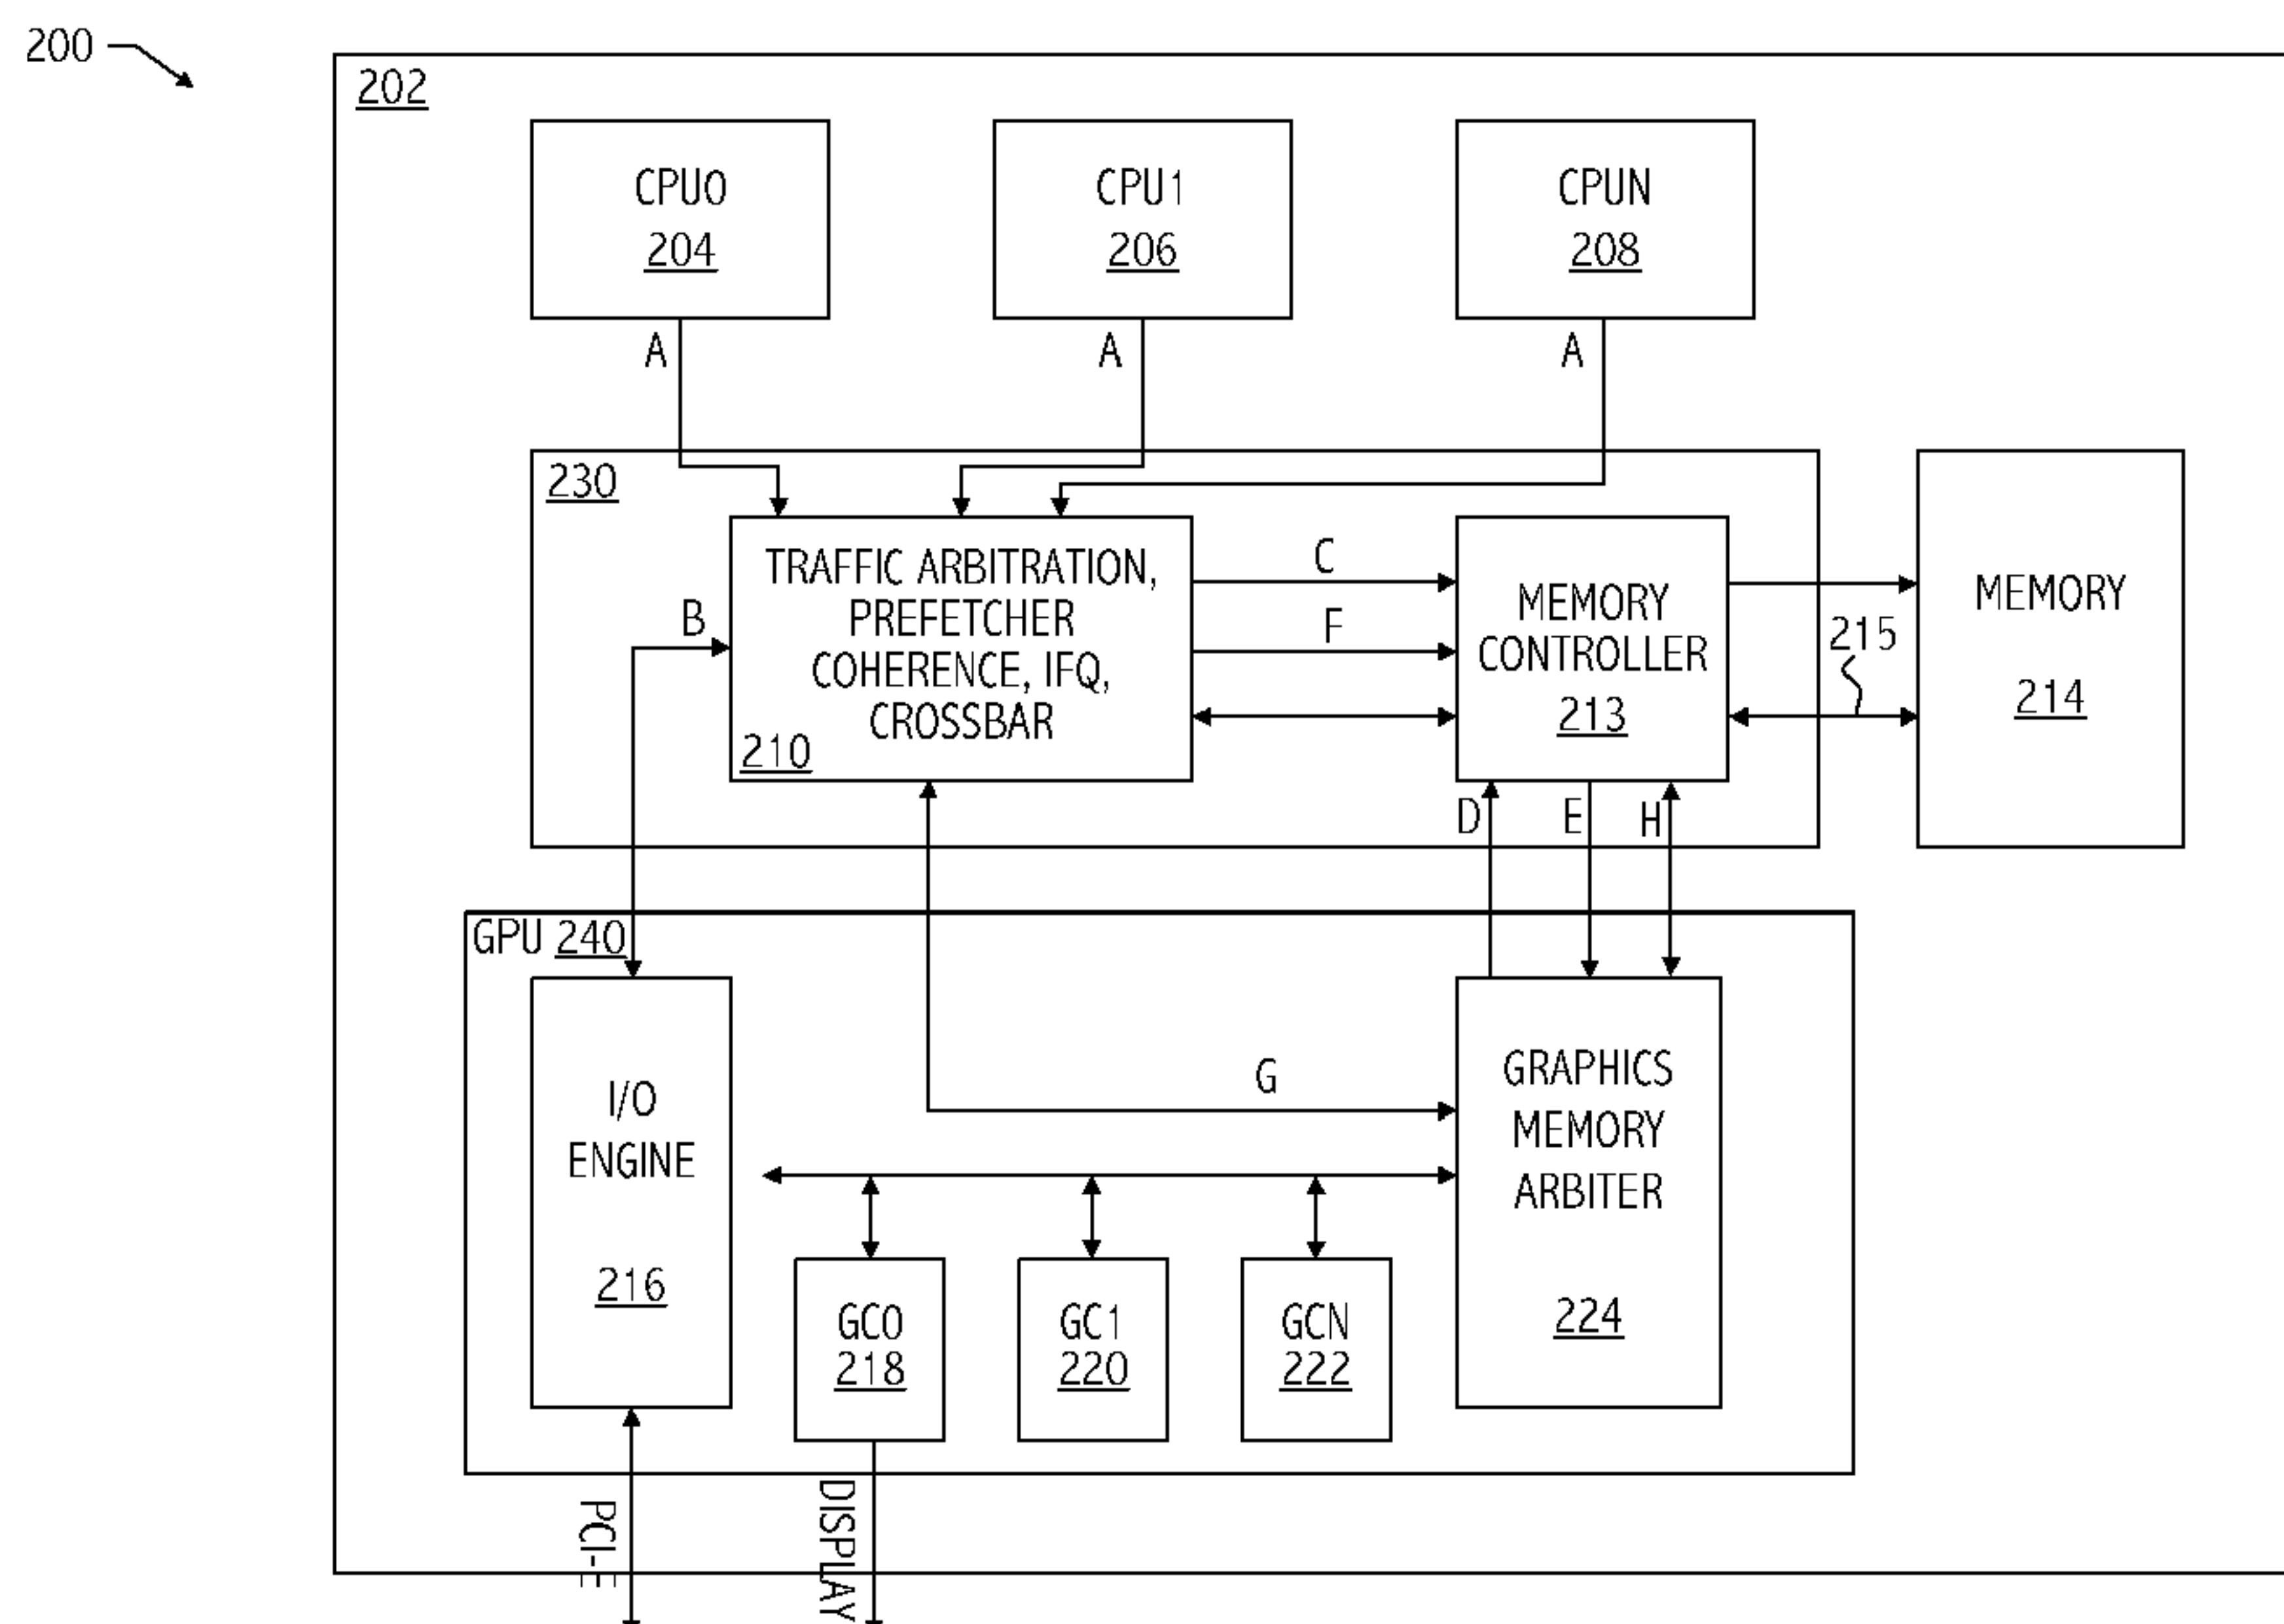 200
202
CPU0
204
CPU1
206
CPUN
208
A
A
A
230
TRAFFIC ARBITRATION,
PREFETCHER
COHERENCE, IFQ,
CROSSBAR
210
B
C
F
MEMORY
CONTROLLER
213
215
MEMORY
214
D
E
H
GPU 240
I/O
ENGINE
216
G
GRAPHICS
MEMORY
ARBITER
224
GC0
218
GC1
220
GCN
222
PCI-E
DISPLAY